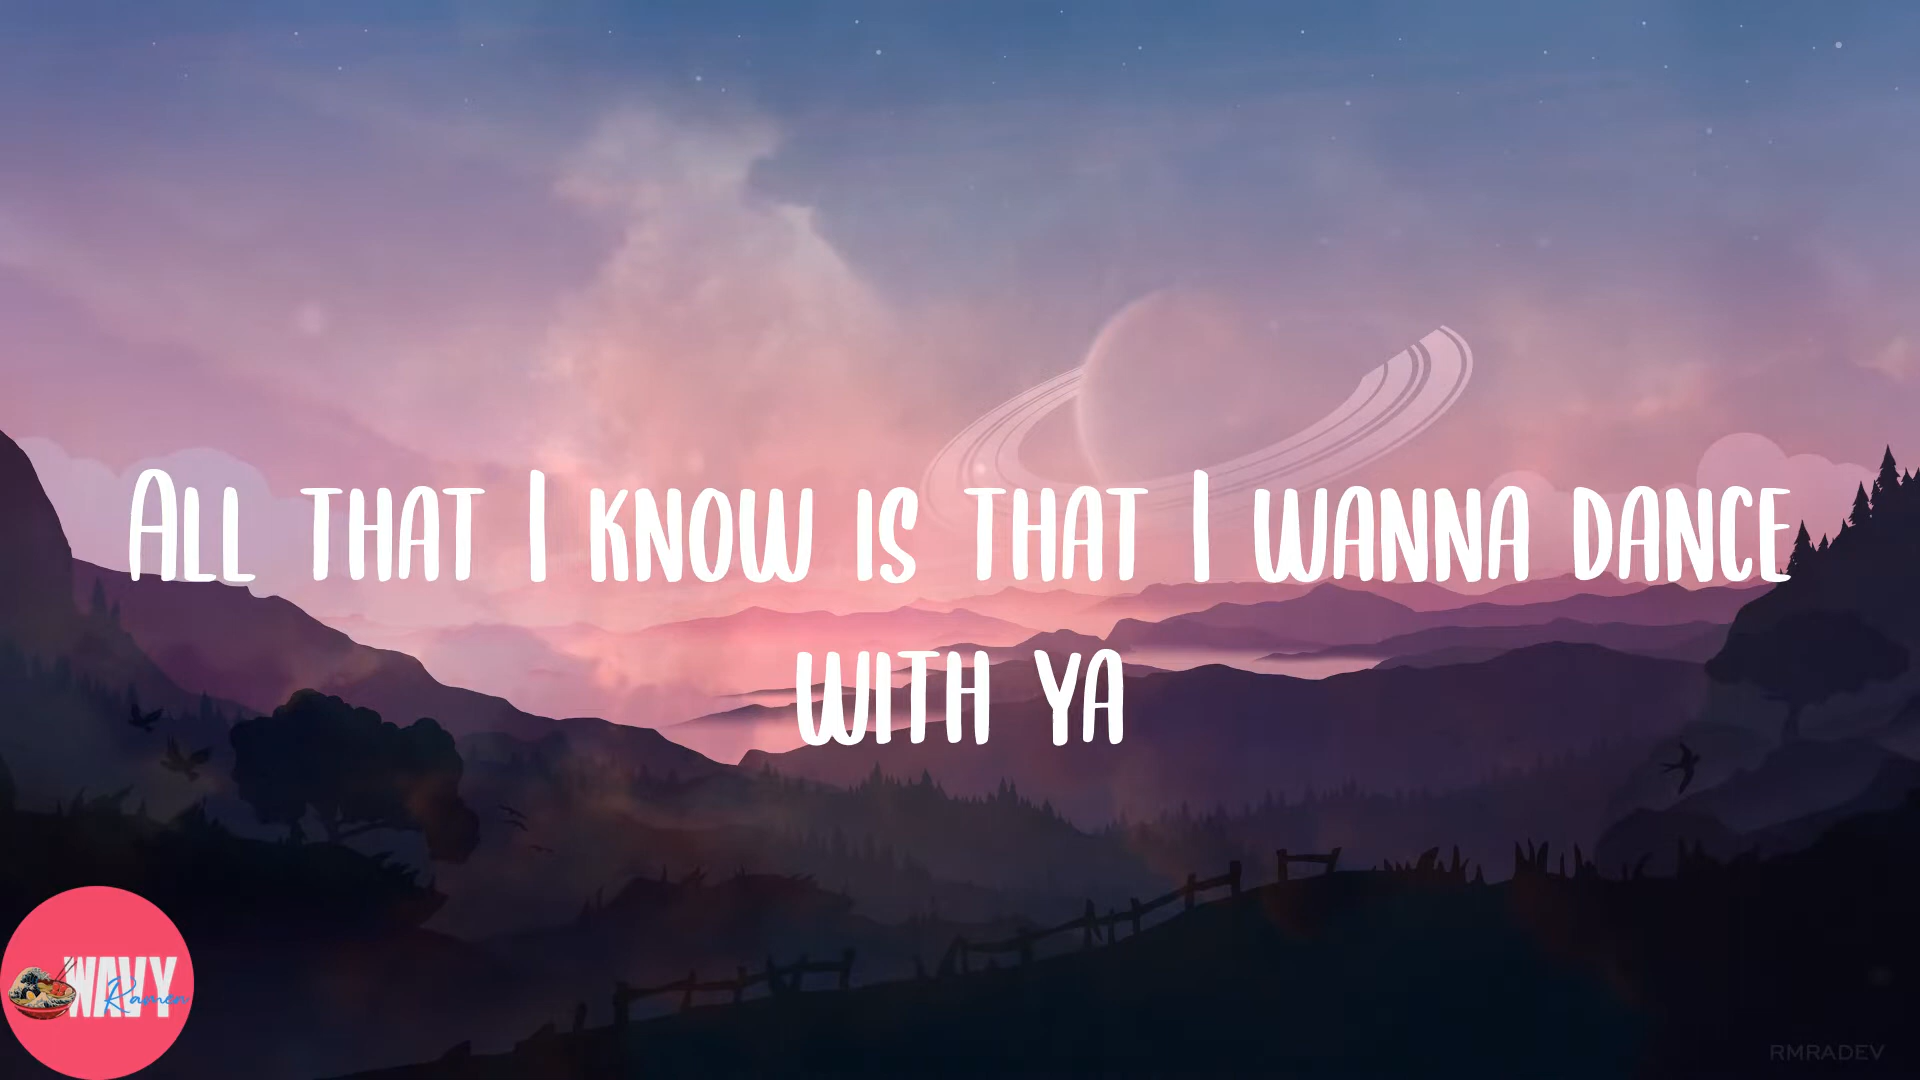 All that I know is that I wanna dance
with ya
WAVY
Ramen
RMRADEV